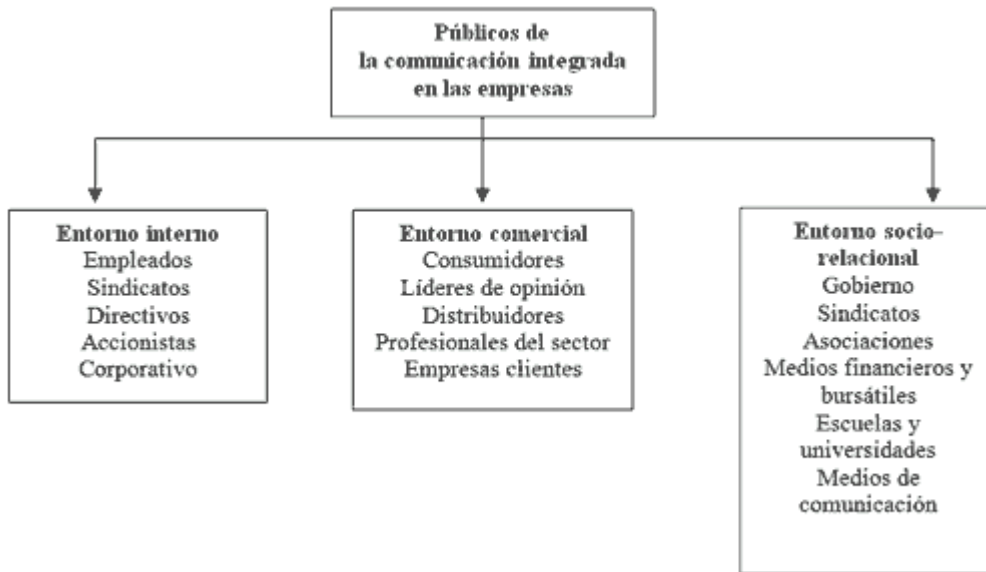 Públicos de
la comunicación integrada
en las empresas
Entorno interno
Empleados
Sindicatos
Directivos
Accionistas
Corporativo
Entorno comercial
Consumidores
Líderes de opinión
Distribuidores
Profesionales del sector
Empresas clientes
Entorno socio–
relacional
Gobierno
Sindicatos
Asociaciones
Medios financieros y
bursátiles
Escuelas y
universidades
Medios de
comunicación